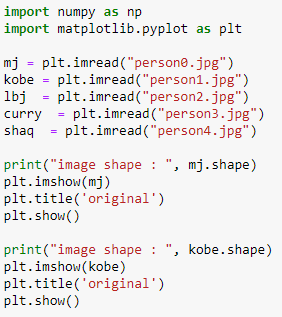 import numpy as np
import matplotlib.pyplot as plt
mj = plt.imread("person0.jpg")
kobe = plt.imread("person1.jpg")
lbj  = plt.imread("person2.jpg")
curry  = plt.imread("person3.jpg")
shaq  = plt.imread("person4.jpg")
print("image shape : ", mj.shape)
plt.imshow(mj)
plt.title('original')
plt.show()
print("image shape : ", kobe.shape)
plt.imshow(kobe)
plt.title('original')
plt.show()